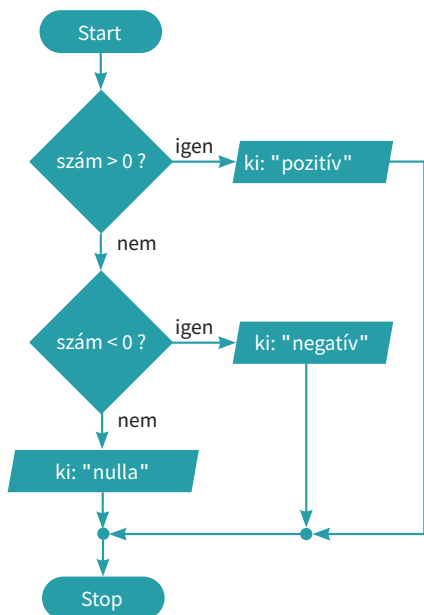 Start
szám > 0 ?
igen
ki: "pozitív"
nem
szám < 0 ?
igen
ki: "negatív"
nem
ki: "nulla"
Stop